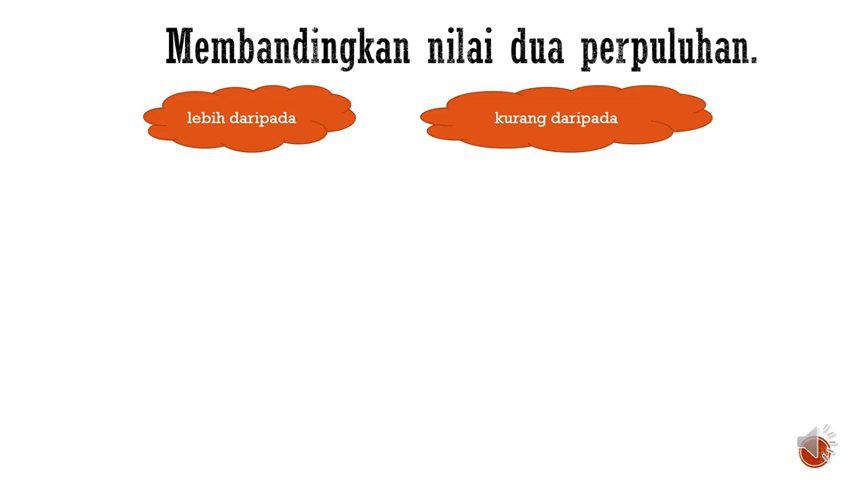 Membandingkan nilai dua perpuluhan.
lebih daripada
kurang daripada